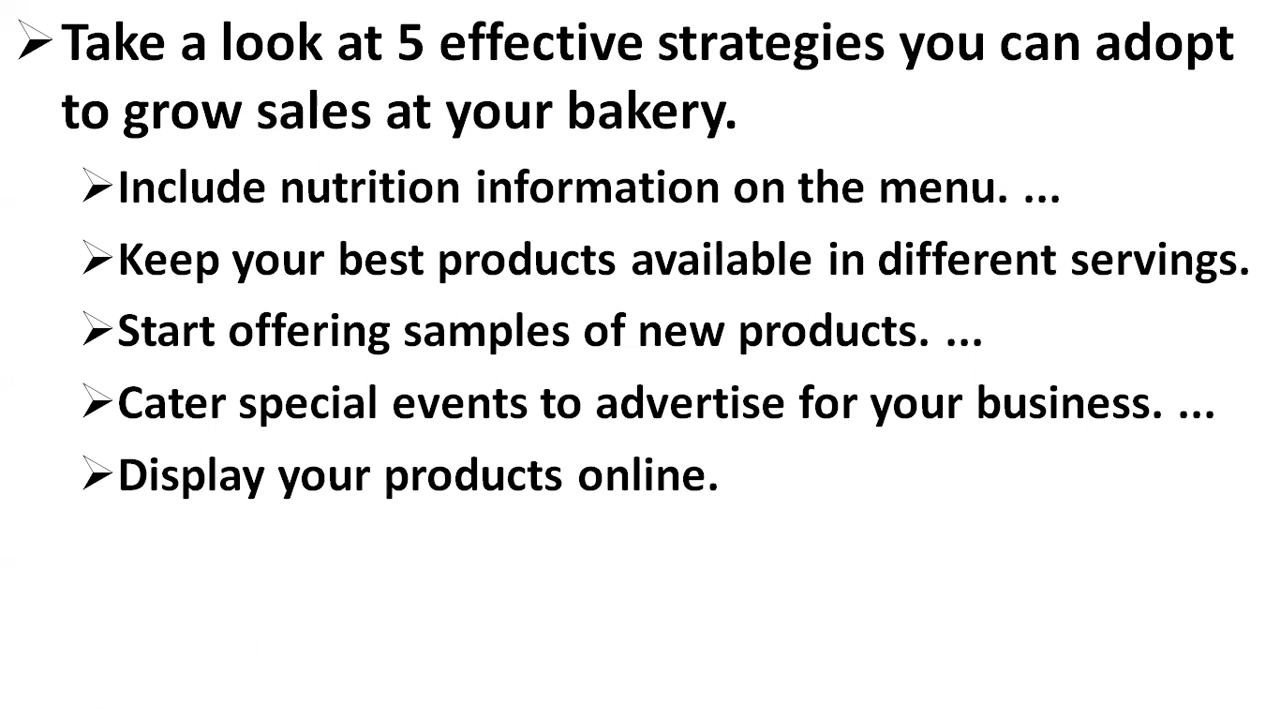 Take a look at 5 effective strategies you can adopt
to grow sales at your bakery.
Include nutrition information on the menu. ...
Keep your best products available in different servings.
Start offering samples of new products. ...
Cater special events to advertise for your business. ...
Display your products online.